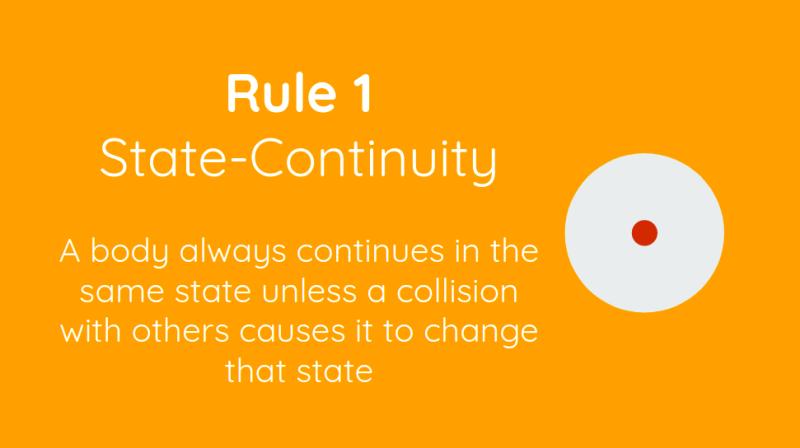 Rule 1
State-Continuity
A body always continues in the
same state unless a collision
with others causes it to change
that state